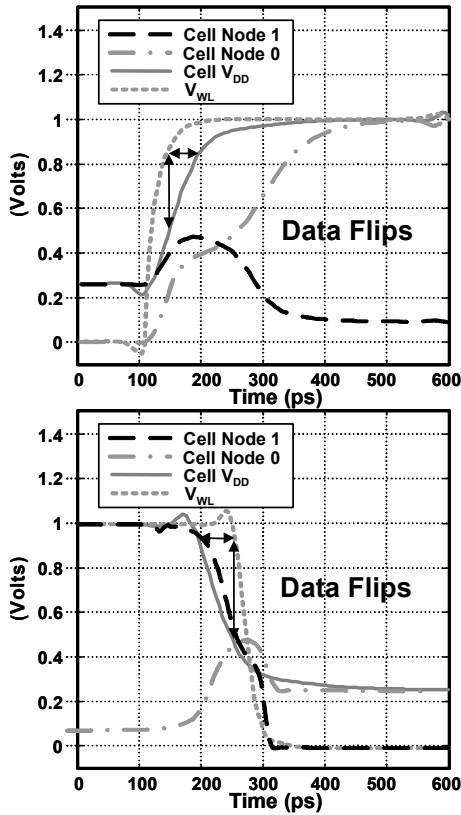 1.4
1.2
1
0.8
0.6
0.4
0.2
0
(Volts)
Cell Node 1
Cell Node 0
Cell VDD
VWL
Data Flips
0 100 200 300 400 500 600
Time (ps)
1.4
1.2
1
0.8
0.6
0.4
0.2
0
(Volts)
Cell Node 1
Cell Node 0
Cell VDD
VWL
Data Flips
0 100 200 300 400 500 600
Time (ps)